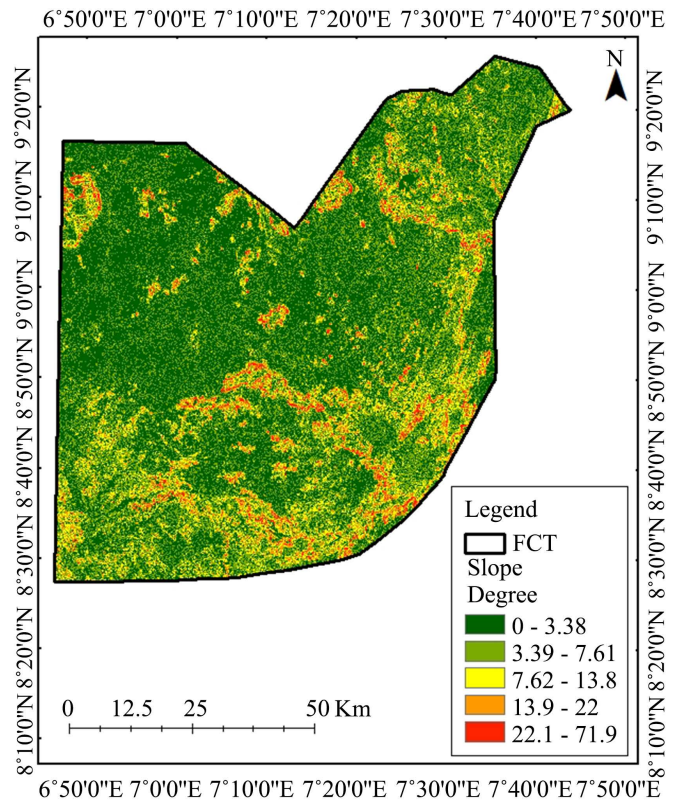 6°50'0"E 7°0'0"E 7°10'0"E 7°20'0"E 7°30'0"E 7°40'0"E 7°50'0"E
N
9°20'0"N 9°10'0"N 9°0'0"N 8°50'0"N 8°40'0"N 8°30'0"N 8°20'0"N 8°10'0"N
9°20'0"N 9°10'0"N 9°0'0"N 8°50'0"N 8°40'0"N 8°30'0"N 8°20'0"N 8°10'0"N
Legend
FCT
Slope
Degree
0 - 3.38
3.39 - 7.61
7.62 - 13.8
13.9 - 22
22.1 - 71.9
0 12.5 25 50 Km
6°50'0"E 7°0'0"E 7°10'0"E 7°20'0"E 7°30'0"E 7°40'0"E 7°50'0"E